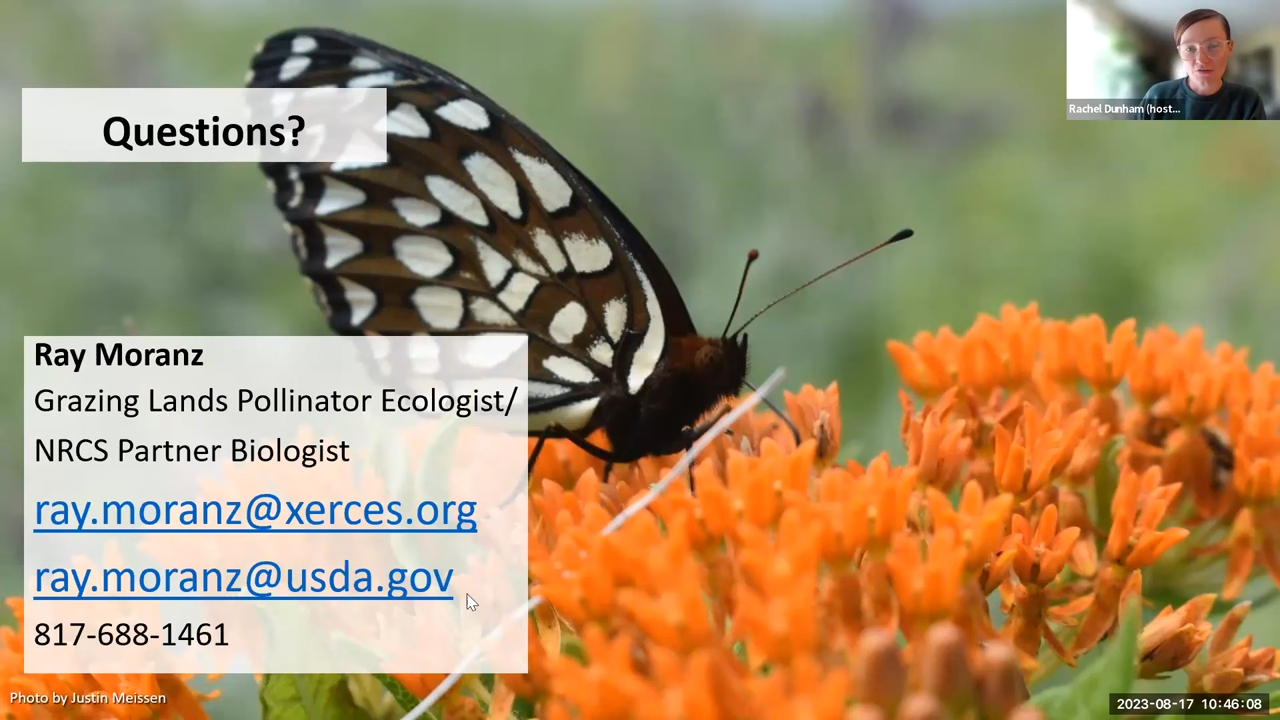 Questions?
Rachel Dunham (host...
Ray Moranz
Grazing Lands Pollinator Ecologist/
NRCS Partner Biologist
ray.moranz@xerces.org
ray.moranz@usda.gov
817-688-1461
Photo by Justin Meissen
2023-08-17 10:46:08